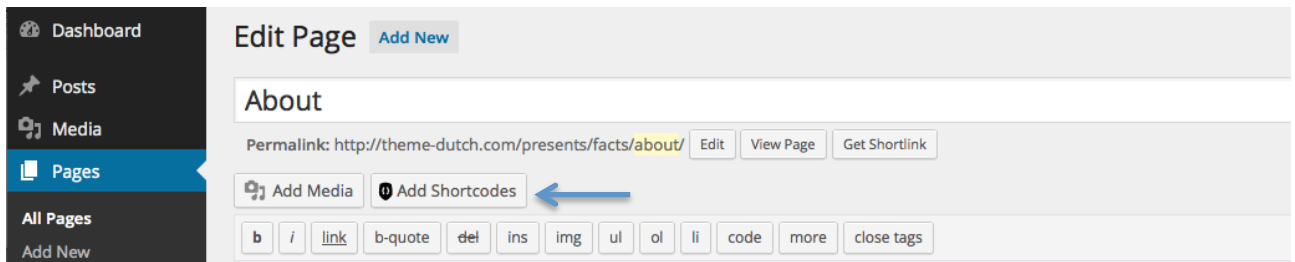 Dashboard
Posts
Media
Pages
All Pages
Add New
Edit Page Add New
About
Permalink: http://theme-dutch.com/presents/facts/about/ Edit View Page Get Shortlink
Add Media Add Shortcodes
b i link b-quote del ins img ul ol li code more close tags